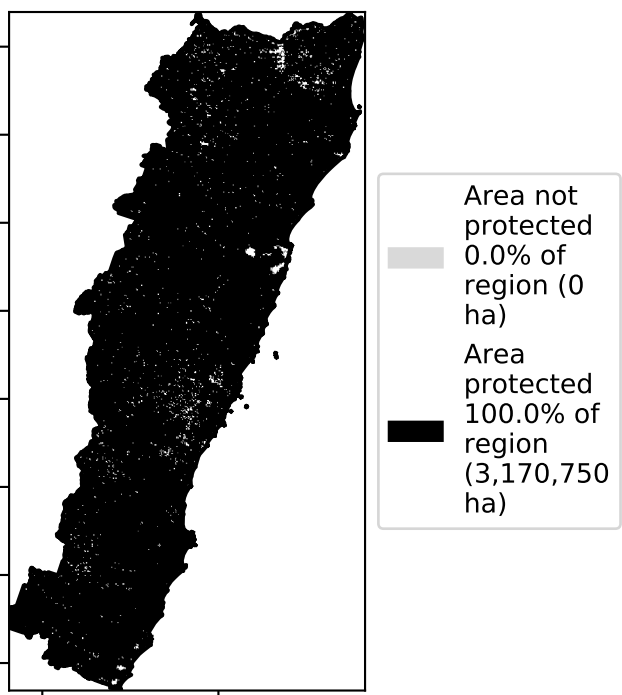 Area not
protected
0.0% of
region (0
ha)
Area
protected
100.0% of
region
(3,170,750
ha)